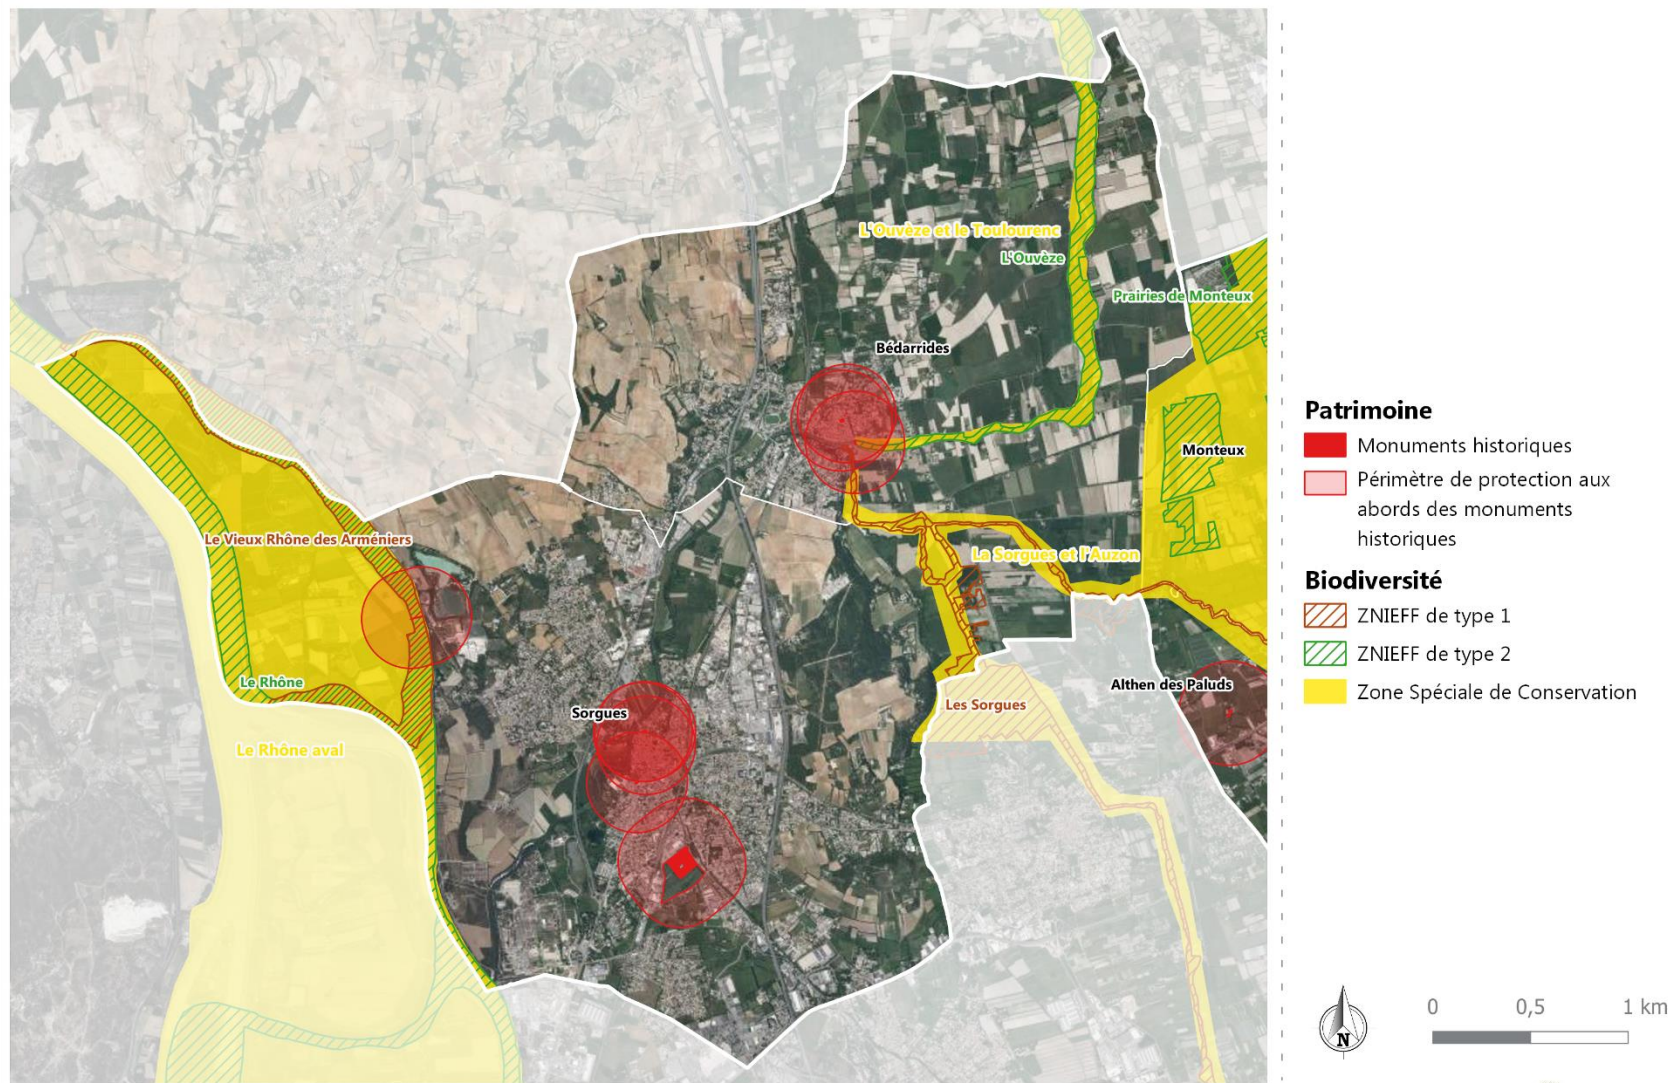 L'Ouvèze et le Toulourenc
L'Ouvèze
Prairies de Monteux
Bédarrides
Monteux
Le Vieux Rhône des Arméniers
La Sorgues et l'Auzon
Le Rhône
Althen des Paluds
Sorgues
Les Sorgues
Le Rhône aval
Patrimoine
Monuments historiques
Périmètre de protection aux
abords des monuments
historiques
Biodiversité
ZNIEFF de type 1
ZNIEFF de type 2
Zone Spéciale de Conservation
N
0 0,5 1 km